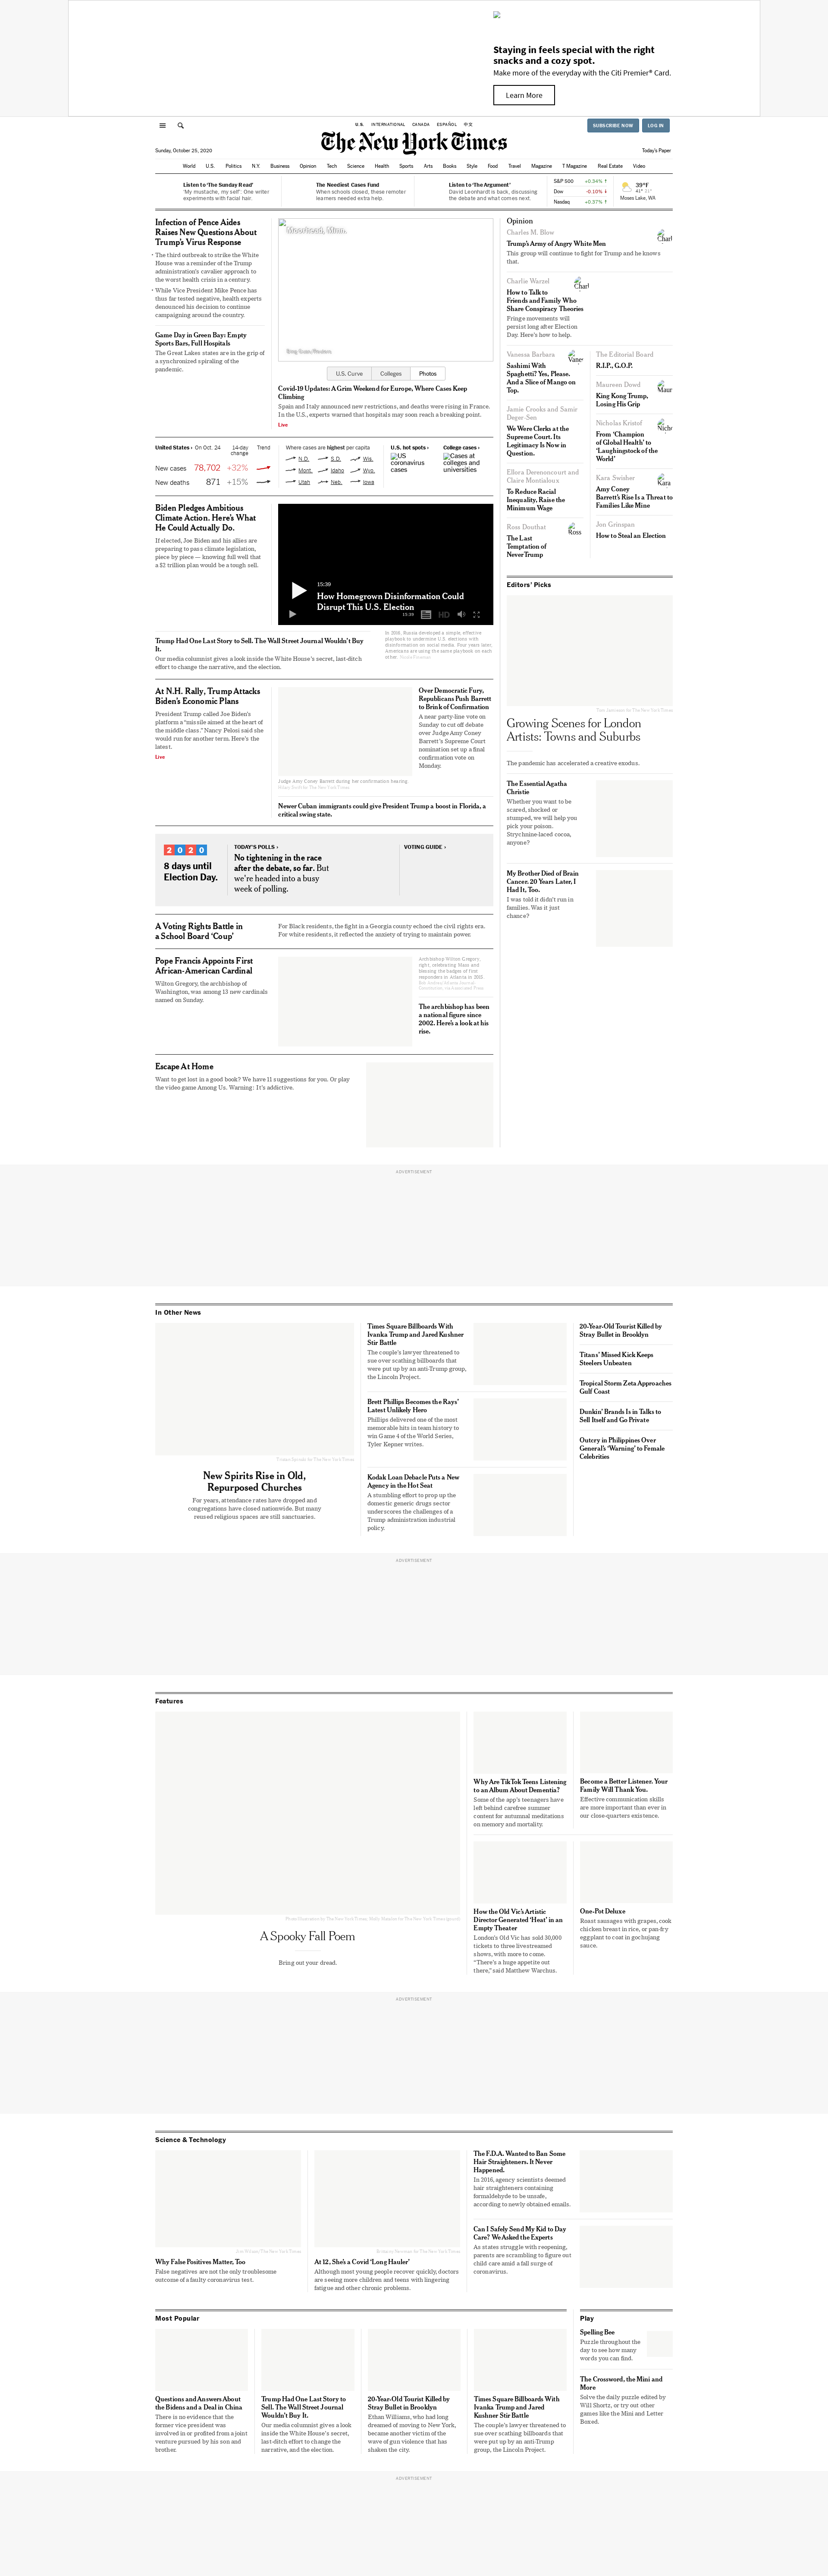 Staying in feels special with the right
snacks and a cozy spot.
Make more of the everyday with the Citi Premier® Card.
Learn More
U.S. INTERNATIONAL CANADA ESPAÑOL 中文
SUBSCRIBE NOW LOG IN
The New York Times
Sunday, October 25, 2020
Today's Paper
World U.S. Politics N.Y. Business Opinion Tech Science Health Sports Arts Books Style Food Travel Magazine T Magazine Real Estate Video
Listen to 'The Sunday Read'
'My mustache, my self': One writer
experiments with facial hair.
The Neediest Cases Fund
When schools closed, these remoter
learners needed extra help.
Listen to 'The Argument'
David Leonhardt is back, discussing
the debate and what comes next.
S&P 500 +0.34% ↑
Dow -0.10% ↓
Nasdaq +0.37% ↑
39°F
41°
Moses Lake, WA
Infection of Pence Aides
Raises New Questions About
Trump's Virus Response
• The third outbreak to strike the White
House was a reminder of the Trump
administration's cavalier approach to
the worst health crisis in a century.
• While Vice President Mike Pence has
thus far tested negative, health experts
denounced his decision to continue
campaigning around the country.
Game Day in Green Bay: Empty
Sports Bars, Full Hospitals
The Great Lakes states are in the grip of
a synchronized spiraling of the
pandemic.
Moorhead, Minn.
U.S. Curve Colleges Photos
Covid-19 Updates: A Grim Weekend for Europe, Where Cases Keep
Climbing
Spain and Italy announced new restrictions, and deaths were rising in France.
In the U.S., experts warned that hospitals may soon reach a breaking point.
Live
United States › On Oct. 24 14-day
change Trend
New cases 78,702 +32%
New deaths 871 +15%
Where cases are highest per capita
N.D. S.D. Wis.
Mont. Idaho Wyo.
Utah Neb. Iowa
U.S. hot spots ›
US
coronavirus
cases
College cases ›
Cases at
colleges and
universities
Biden Pledges Ambitious
Climate Action. Here's What
He Could Actually Do.
If elected, Joe Biden and his allies are
preparing to pass climate legislation,
piece by piece — knowing full well that
a $2 trillion plan would be a tough sell.
15:39
How Homegrown Disinformation Could
Disrupt This U.S. Election
15:39 HD
In 2016, Russia developed a simple, effective
playbook to undermine U.S. elections with
disinformation on social media. Four years later,
Americans are using the same playbook on each
other.
Trump Had One Last Story to Sell. The Wall Street Journal Wouldn't Buy
It.
Our media columnist gives a look inside the White House's secret, last-ditch
effort to change the narrative, and the election.
At N.H. Rally, Trump Attacks
Biden's Economic Plans
President Trump called Joe Biden's
platform a "missile aimed at the heart of
the middle class." Nancy Pelosi said she
would run for another term. Here's the
latest.
Live
Judge Amy Coney Barrett during her confirmation hearing.
Over Democratic Fury,
Republicans Push Barrett
to Brink of Confirmation
A near party-line vote on
Sunday to cut off debate
over Judge Amy Coney
Barrett's Supreme Court
nomination set up a final
confirmation vote on
Monday.
Newer Cuban immigrants could give President Trump a boost in Florida, a
critical swing state.
2020
8 days until
Election Day.
TODAY'S POLLS ›
No tightening in the race
after the debate, so far. But
we're headed into a busy
week of polling.
VOTING GUIDE ›
A Voting Rights Battle in
a School Board 'Coup'
For Black residents, the fight in a Georgia county echoed the civil rights era.
For white residents, it reflected the anxiety of trying to maintain power.
Pope Francis Appoints First
African-American Cardinal
Wilton Gregory, the archbishop of
Washington, was among 13 new cardinals
named on Sunday.
Archbishop Wilton Gregory,
right, celebrating Mass and
blessing the badges of first
responders in Atlanta in 2015.
The archbishop has been
a national figure since
2002. Here's a look at his
rise.
Escape At Home
Want to get lost in a good book? We have 11 suggestions for you. Or play
the video game Among Us. Warning: It's addictive.
Opinion
Charles M. Blow
Trump's Army of Angry White Men
This group will continue to fight for Trump and he knows
that.
Charlie Warzel
How to Talk to
Friends and Family Who
Share Conspiracy Theories
Fringe movements will
persist long after Election
Day. Here's how to help.
Vanessa Barbara
Sashimi With
Spaghetti? Yes, Please.
And a Slice of Mango on
Top.
Jamie Crooks and Samir
Deger-Sen
We Were Clerks at the
Supreme Court. Its
Legitimacy Is Now in
Question.
Ellora Derenoncourt and
Claire Montialoux
To Reduce Racial
Inequality, Raise the
Minimum Wage
Ross Douthat
The Last
Temptation of
NeverTrump
The Editorial Board
R.I.P., G.O.P.
Maureen Dowd
King Kong Trump,
Losing His Grip
Nicholas Kristof
From 'Champion
of Global Health' to
'Laughingstock of the
World'
Kara Swisher
Amy Coney
Barrett's Rise Is a Threat to
Families Like Mine
Jon Grinspan
How to Steal an Election
Editors' Picks
Growing Scenes for London
Artists: Towns and Suburbs
The pandemic has accelerated a creative exodus.
The Essential Agatha
Christie
Whether you want to be
scared, shocked or
stumped, we will help you
pick your poison.
Strychnine-laced cocoa,
anyone?
My Brother Died of Brain
Cancer. 20 Years Later, I
Had It, Too.
I was told it didn't run in
families. Was it just
chance?
ADVERTISEMENT
In Other News
New Spirits Rise in Old,
Repurposed Churches
For years, attendance rates have dropped and
congregations have closed nationwide. But many
reused religious spaces are still sanctuaries.
Times Square Billboards With
Ivanka Trump and Jared Kushner
Stir Battle
The couple's lawyer threatened to
sue over scathing billboards that
were put up by an anti-Trump group,
the Lincoln Project.
Brett Phillips Becomes the Rays'
Latest Unlikely Hero
Phillips delivered one of the most
memorable hits in team history to
win Game 4 of the World Series,
Tyler Kepner writes.
Kodak Loan Debacle Puts a New
Agency in the Hot Seat
A stumbling effort to prop up the
domestic generic drugs sector
underscores the challenges of a
Trump administration industrial
policy.
20-Year-Old Tourist Killed by
Stray Bullet in Brooklyn
Titans' Missed Kick Keeps
Steelers Unbeaten
Tropical Storm Zeta Approaches
Gulf Coast
Dunkin' Brands Is in Talks to
Sell Itself and Go Private
Outcry in Philippines Over
General's 'Warning' to Female
Celebrities
ADVERTISEMENT
Features
A Spooky Fall Poem
Bring out your dread.
Why Are TikTok Teens Listening
to an Album About Dementia?
Some of the app's teenagers have
left behind carefree summer
content for autumnal meditations
on memory and mortality.
Become a Better Listener. Your
Family Will Thank You.
Effective communication skills
are more important than ever in
our close-quarters existence.
How the Old Vic's Artistic
Director Generated 'Heat' in an
Empty Theater
London's Old Vic has sold 30,000
tickets to three livestreamed
shows, with more to come.
"There's a huge appetite out
there," said Matthew Warchus.
One-Pot Deluxe
Roast sausages with grapes, cook
chicken breast in rice, or pan-fry
eggplant to coat in gochujang
sauce.
ADVERTISEMENT
Science & Technology
Why False Positives Matter, Too
False negatives are not the only troublesome
outcome of a faulty coronavirus test.
At 12, She's a Covid 'Long Hauler'
Although most young people recover quickly, doctors
are seeing more children and teens with lingering
fatigue and other chronic problems.
The F.D.A. Wanted to Ban Some
Hair Straighteners. It Never
Happened.
In 2016, agency scientists deemed
hair straighteners containing
formaldehyde to be unsafe,
according to newly obtained emails.
Can I Safely Send My Kid to Day
Care? We Asked the Experts
As states struggle with reopening,
parents are scrambling to figure out
child care amid a fall surge of
coronavirus.
Most Popular
Questions and Answers About
the Bidens and a Deal in China
There is no evidence that the
former vice president was
involved in or profited from a joint
venture pursued by his son and
brother.
Trump Had One Last Story to
Sell. The Wall Street Journal
Wouldn't Buy It.
Our media columnist gives a look
inside the White House's secret,
last-ditch effort to change the
narrative, and the election.
20-Year-Old Tourist Killed by
Stray Bullet in Brooklyn
Ethan Williams, who had long
dreamed of moving to New York,
became another victim of the
wave of gun violence that has
shaken the city.
Times Square Billboards With
Ivanka Trump and Jared
Kushner Stir Battle
The couple's lawyer threatened to
sue over scathing billboards that
were put up by an anti-Trump
group, the Lincoln Project.
Play
Spelling Bee
Puzzle throughout the
day to see how many
words you can find.
The Crossword, the Mini and
More
Solve the daily puzzle edited by
Will Shortz, or try out other
games like the Mini and Letter
Boxed.
ADVERTISEMENT